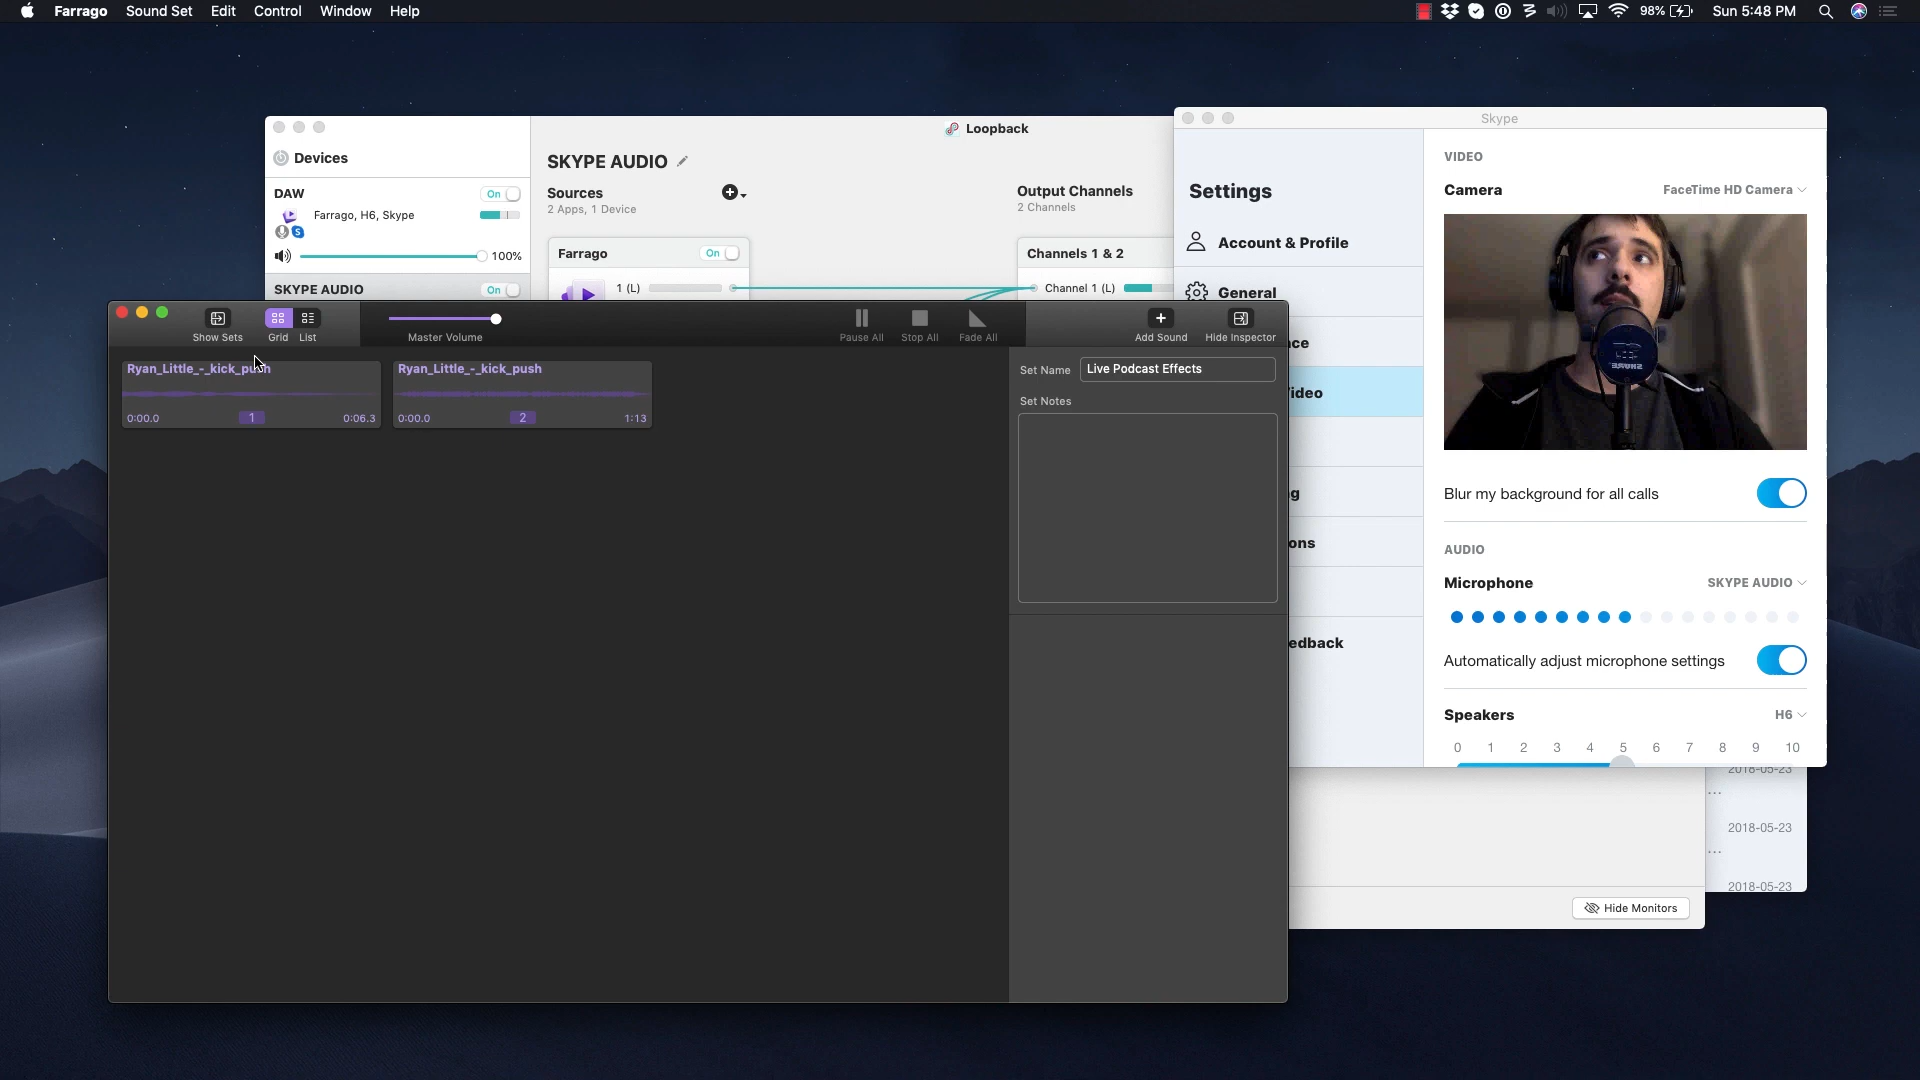 Farrago Sound Set Edit Control Window Help
98% Sun 5:48 PM
Devices
DAW On
Farrago, H6, Skype
100%
SKYPE AUDIO On
Loopback
SKYPE AUDIO
Sources
2 Apps, 1 Device
Output Channels
2 Channels
Farrago On
1 (L)
Channels 1 & 2
Channel 1 (L)
Skype
Settings
Account & Profile
General
ce
ideo
g
ons
edback
VIDEO
Camera FaceTime HD Camera
SHURE
Blur my background for all calls
AUDIO
Microphone SKYPE AUDIO
Automatically adjust microphone settings
Speakers H6
0 1 2 3 4 5 6 7 8 9 10
Show Sets Grid List Master Volume Pause All Stop All Fade All Add Sound Hide Inspector
Ryan_Little_-_kick_push
0:00.0 1 0:06.3
Ryan_Little_-_kick_push
0:00.0 2 1:13
Set Name Live Podcast Effects
Set Notes
2018-05-23
...
2018-05-23
...
2018-05-23
Hide Monitors